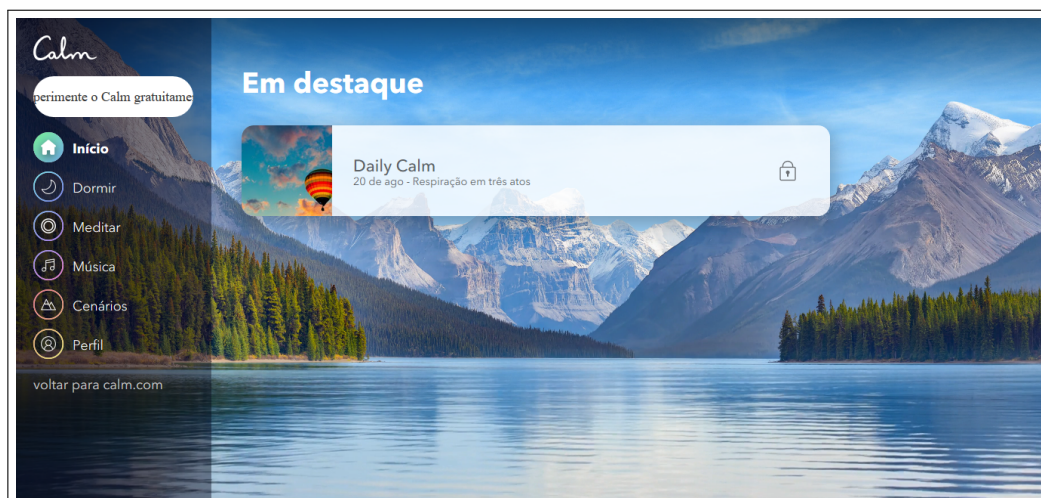 Calm
perimente o Calm gratuitame
Início
Dormir
Meditar
Música
Cenários
Perfil
voltar para calm.com
Em destaque
Daily Calm
20 de ago - Respiração em três atos